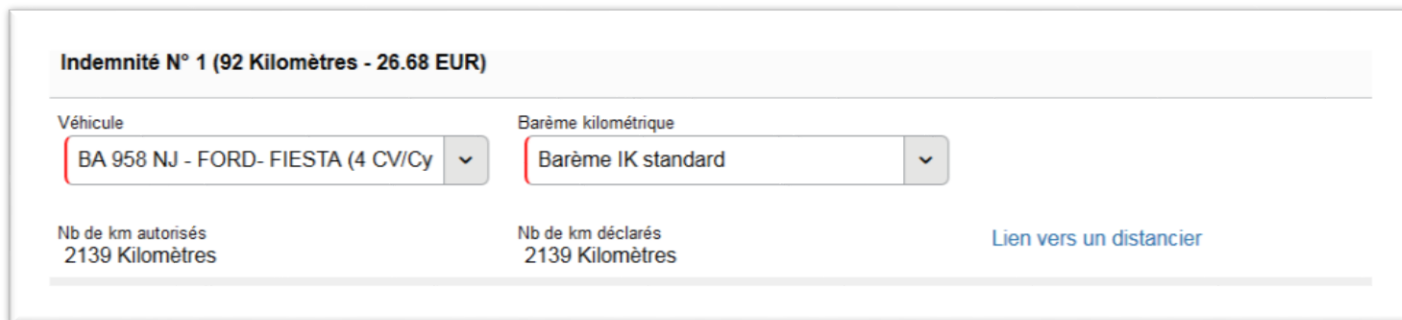 Indemnité N° 1 (92 Kilomètres - 26.68 EUR)
Véhicule Barème kilométrique
BA 958 NJ - FORD- FIESTA (4 CV/Cy Barème IK standard
Nb de km autorisés Nb de km déclarés
2139 Kilomètres 2139 Kilomètres Lien vers un distancier